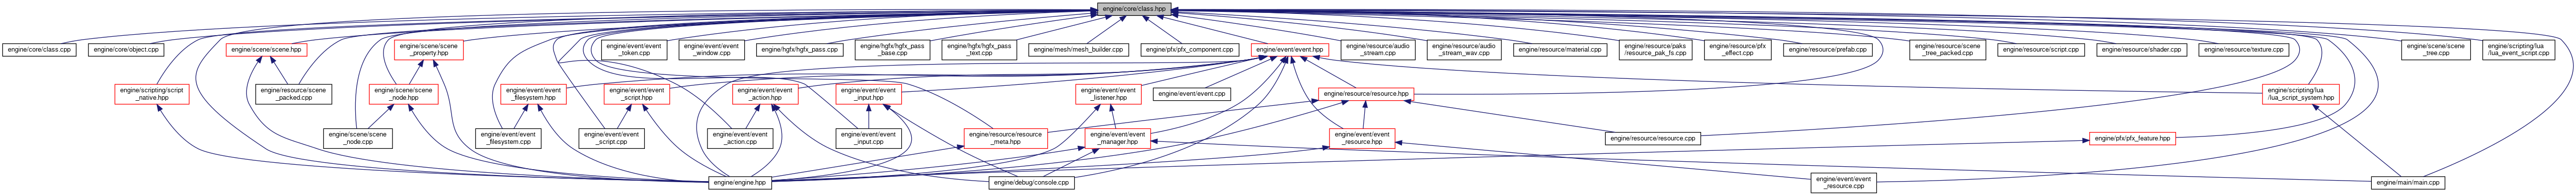 engine/core/class.hpp
engine/core/class.cpp
engine/core/object.cpp
engine/scene/scene.hpp
engine/scene/scene
_property.hpp
engine/event/event
_token.cpp
engine/event/event
_window.cpp
engine/hgfx/hgfx_pass.cpp
engine/hgfx/hgfx_pass
_base.cpp
engine/hgfx/hgfx_pass
_text.cpp
engine/mesh/mesh_builder.cpp
engine/pfx/pfx_component.cpp
engine/event/event.hpp
engine/resource/audio
_stream.cpp
engine/resource/audio
_stream_wav.cpp
engine/resource/material.cpp
engine/resource/paks
/resource_pak_fs.cpp
engine/resource/pfx
_effect.cpp
engine/resource/prefab.cpp
engine/resource/scene
_tree_packed.cpp
engine/resource/script.cpp
engine/resource/shader.cpp
engine/resource/texture.cpp
engine/scene/scene
_tree.cpp
engine/scripting/lua
/lua_event_script.cpp
engine/scripting/script
_native.hpp
engine/resource/scene
_packed.cpp
engine/scene/scene
_node.hpp
engine/event/event
_filesystem.hpp
engine/event/event
_script.hpp
engine/event/event
_action.hpp
engine/event/event
_input.hpp
engine/event/event
_listener.hpp
engine/event/event.cpp
engine/resource/resource.hpp
engine/scripting/lua
/lua_script_system.hpp
engine/scene/scene
_node.cpp
engine/event/event
_filesystem.cpp
engine/event/event
_script.cpp
engine/event/event
_action.cpp
engine/event/event
_input.cpp
engine/resource/resource
_meta.hpp
engine/event/event
_manager.hpp
engine/event/event
_resource.hpp
engine/resource/resource.cpp
engine/pfx/pfx_feature.hpp
engine/engine.hpp
engine/debug/console.cpp
engine/event/event
_resource.cpp
engine/main/main.cpp